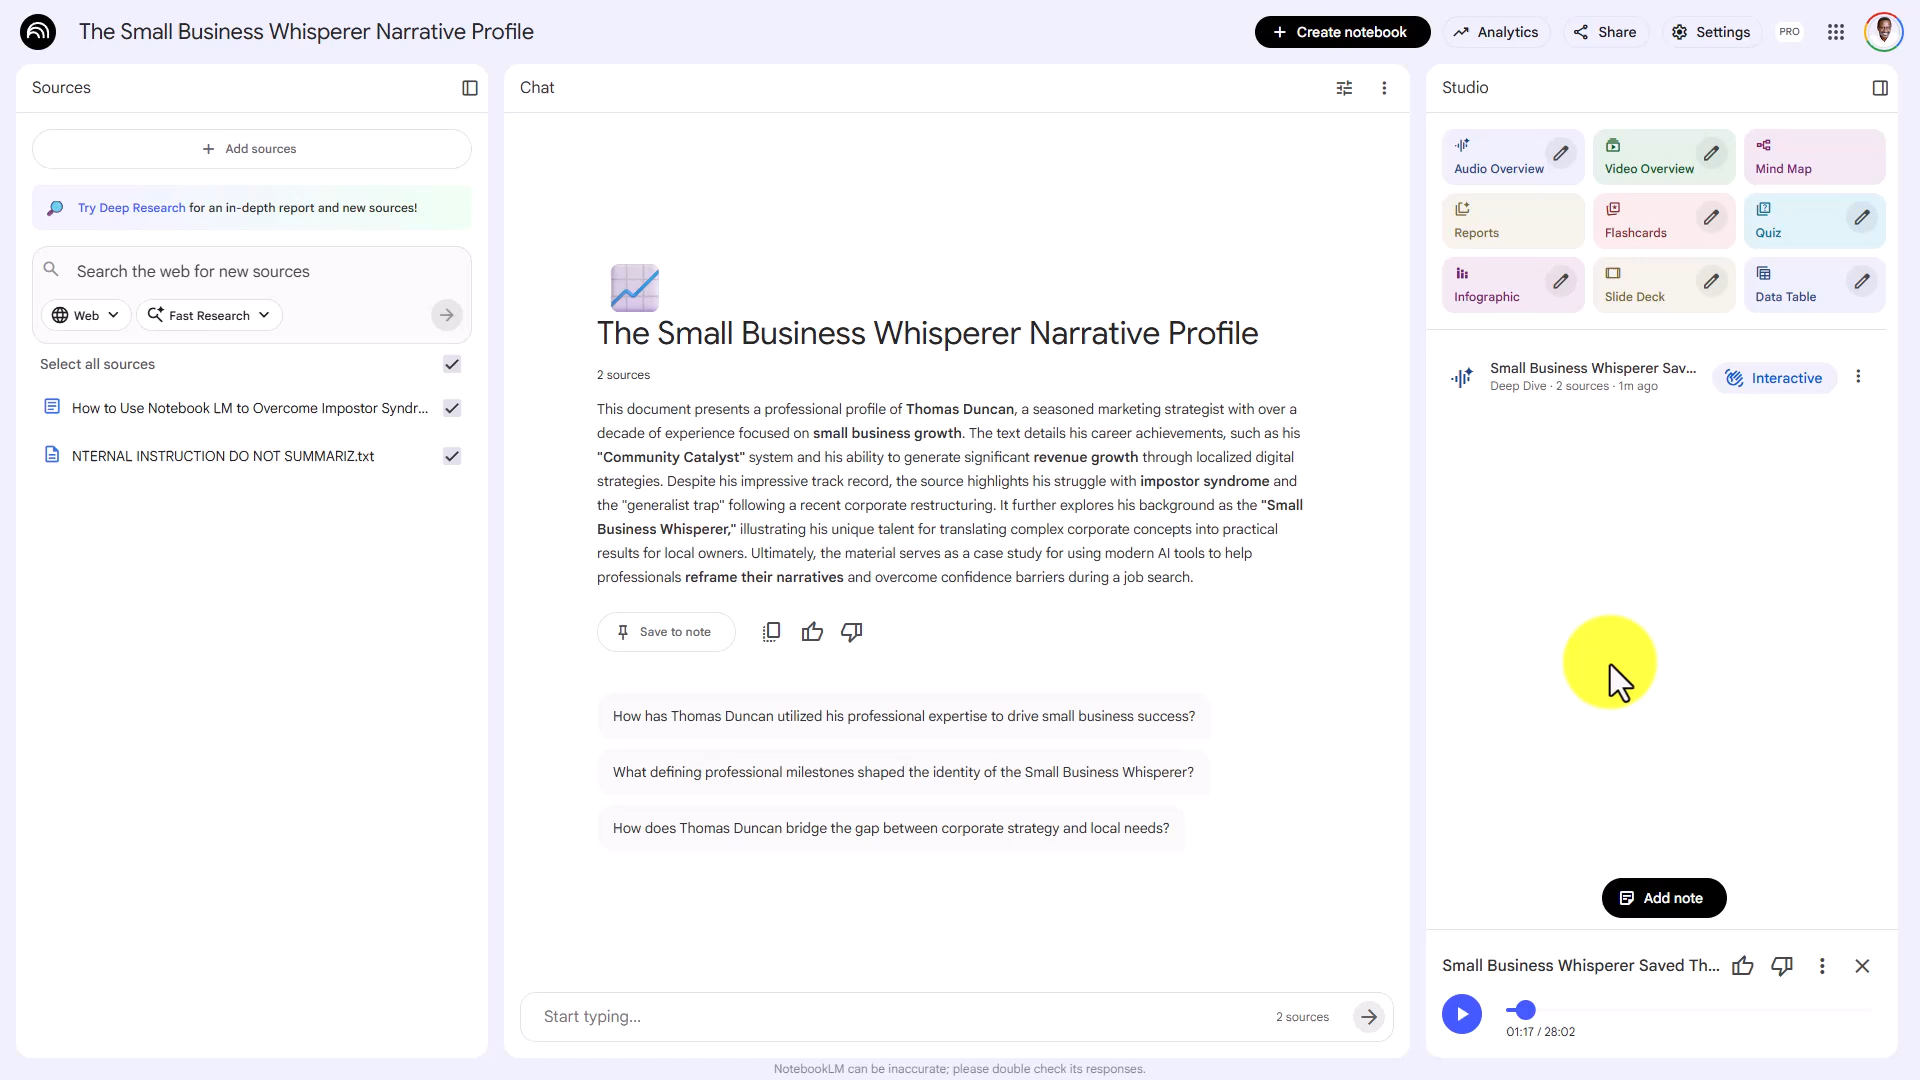 The Small Business Whisperer Narrative Profile
Create notebook
Analytics
Share
Settings
PRO
Sources
Add sources
Try Deep Research for an in-depth report and new sources!
Search the web for new sources
Web
Fast Research
Select all sources
How to Use Notebook LM to Overcome Impostor Syndr...
NTERNAL INSTRUCTION DO NOT SUMMARIZ.txt
Chat
The Small Business Whisperer Narrative Profile
2 sources
This document presents a professional profile of Thomas Duncan, a seasoned marketing strategist with over a
decade of experience focused on small business growth. The text details his career achievements, such as his
"Community Catalyst" system and his ability to generate significant revenue growth through localized digital
strategies. Despite his impressive track record, the source highlights his struggle with impostor syndrome and
the "generalist trap" following a recent corporate restructuring. It further explores his background as the "Small
Business Whisperer," illustrating his unique talent for translating complex corporate concepts into practical
results for local owners. Ultimately, the material serves as a case study for using modern AI tools to help
professionals reframe their narratives and overcome confidence barriers during a job search.
Save to note
How has Thomas Duncan utilized his professional expertise to drive small business success?
What defining professional milestones shaped the identity of the Small Business Whisperer?
How does Thomas Duncan bridge the gap between corporate strategy and local needs?
Start typing...
2 sources
Studio
Audio Overview
Video Overview
Mind Map
Reports
Flashcards
Quiz
Infographic
Slide Deck
Data Table
Small Business Whisperer Sav...
Deep Dive · 2 sources · 1m ago
Interactive
Add note
Small Business Whisperer Saved Th...
01:17 / 28:02
NotebookLM can be inaccurate; please double check its responses.